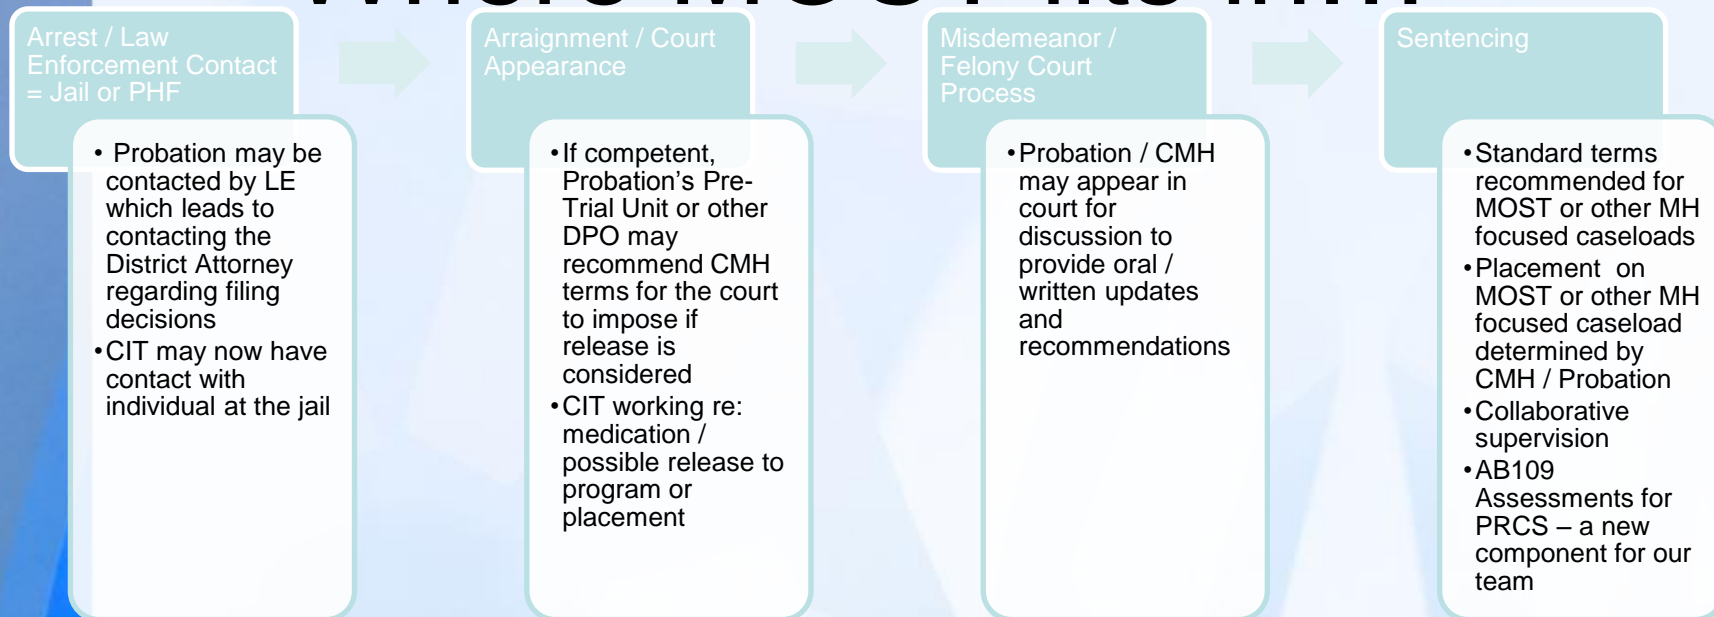 Where MOST fits in...
Arrest / Law
Enforcement Contact
= Jail or PHF
• Probation may be
contacted by LE
which leads to
contacting the
District Attorney
regarding filing
decisions
•CIT may now have
contact with
individual at the jail
Arraignment / Court
Appearance
•If competent,
Probation’s Pre-
Trial Unit or other
DPO may
recommend CMH
terms for the court
to impose if
release is
considered
•CIT working re:
medication /
possible release to
program or
placement
Misdemeanor /
Felony Court
Process
•Probation / CMH
may appear in
court for
discussion to
provide oral /
written updates
and
recommendations
Sentencing
•Standard terms
recommended for
MOST or other MH
focused caseloads
•Placement on
MOST or other MH
focused caseload
determined by
CMH / Probation
•Collaborative
supervision
•AB109
Assessments for
PRCS – a new
component for our
team